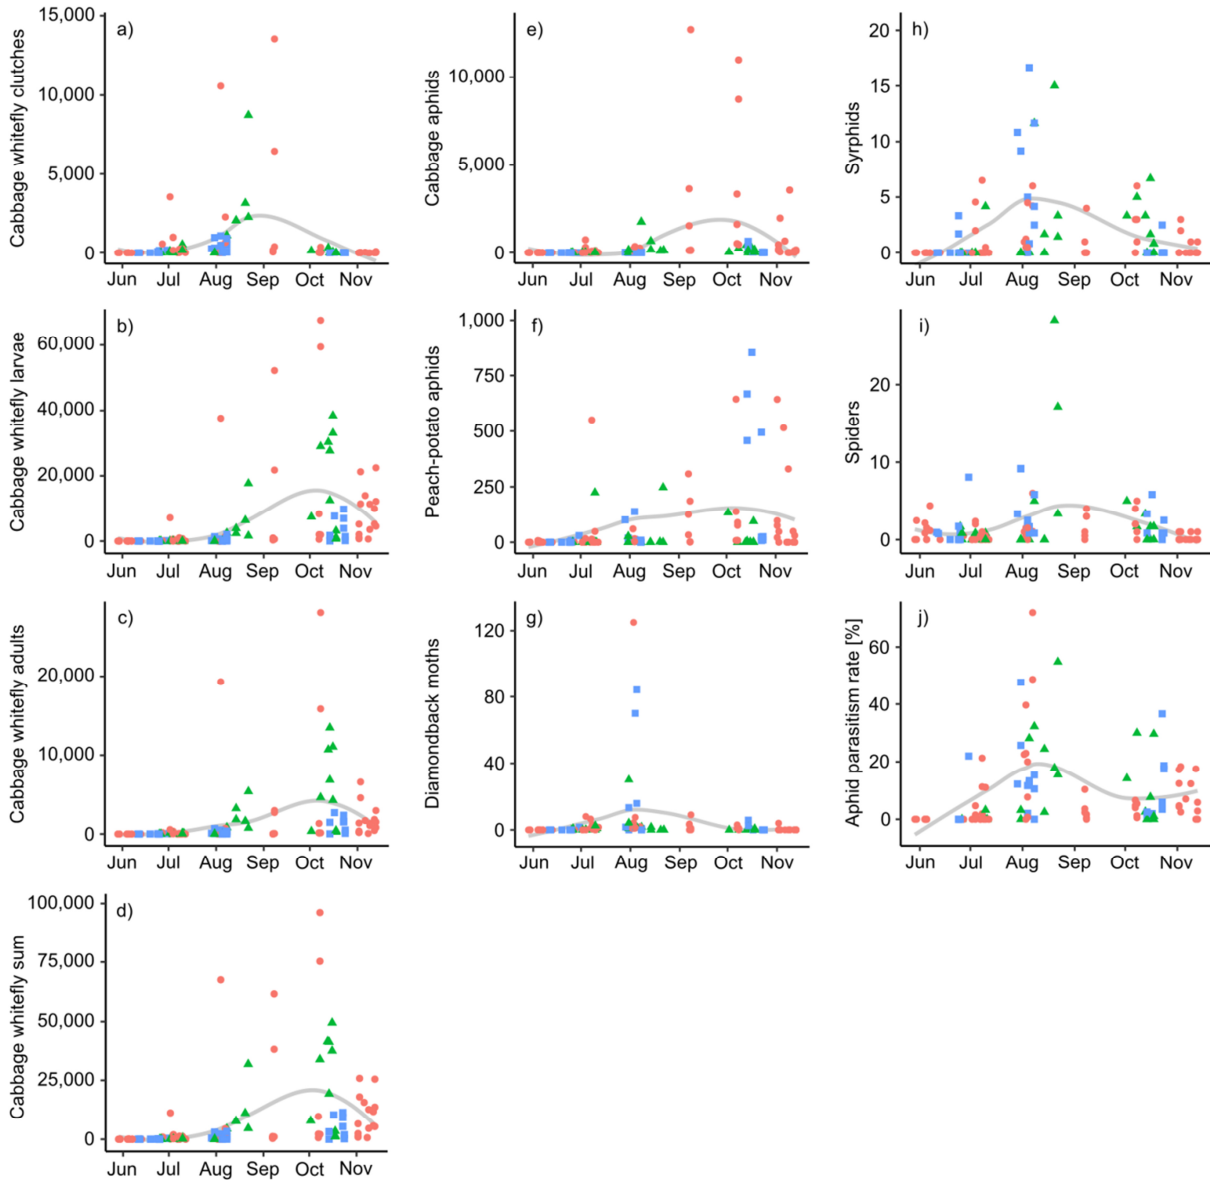 a)
Cabbage whitefly clutches
15,000
10,000
5,000
0
Jun Jul Aug Sep Oct Nov
e)
Cabbage aphids
10,000
5,000
0
Jun Jul Aug Sep Oct Nov
h)
Syrphids
20
15
10
5
0
Jun Jul Aug Sep Oct Nov
b)
Cabbage whitefly larvae
60,000
40,000
20,000
0
Jun Jul Aug Sep Oct Nov
f)
Peach-potato aphids
1,000
750
500
250
0
Jun Jul Aug Sep Oct Nov
i)
Spiders
20
10
0
Jun Jul Aug Sep Oct Nov
c)
Cabbage whitefly adults
20,000
10,000
0
Jun Jul Aug Sep Oct Nov
g)
Diamondback moths
120
80
40
0
Jun Jul Aug Sep Oct Nov
j)
Aphid parasitism rate [%]
60
40
20
0
Jun Jul Aug Sep Oct Nov
d)
Cabbage whitefly sum
100,000
75,000
50,000
25,000
0
Jun Jul Aug Sep Oct Nov